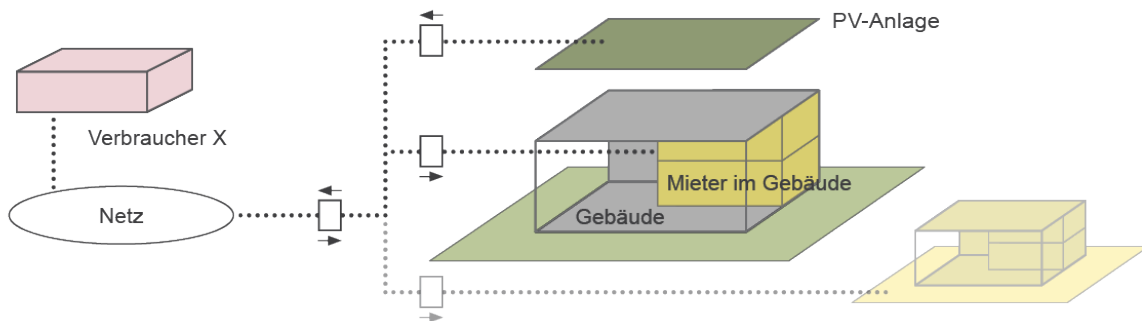 PV-Anlage
Verbraucher X
Mieter im Gebäude
Netz
Gebäude